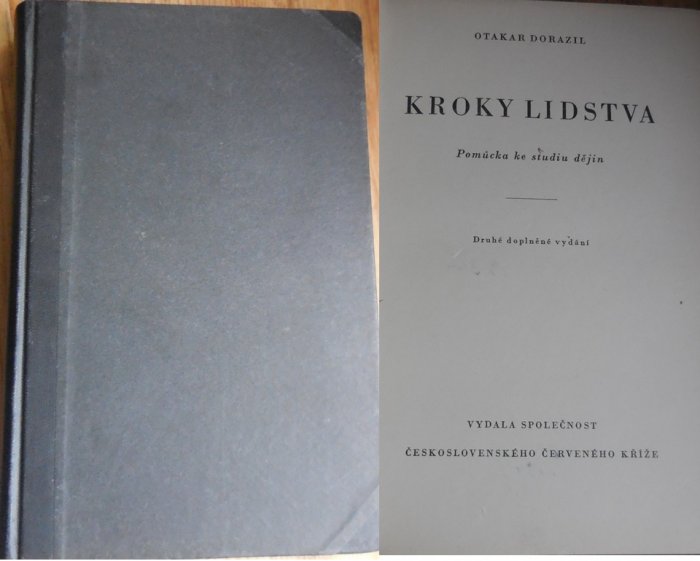 OTAKAR DORAZIL
KROKY LIDSTVA
Pomůcka ke studiu dějin
Druhé doplněné vydání
VYDALA SPOLEČNOST
ČESKOSLOVENSKÉHO ČERVENÉHO KŘÍŽE